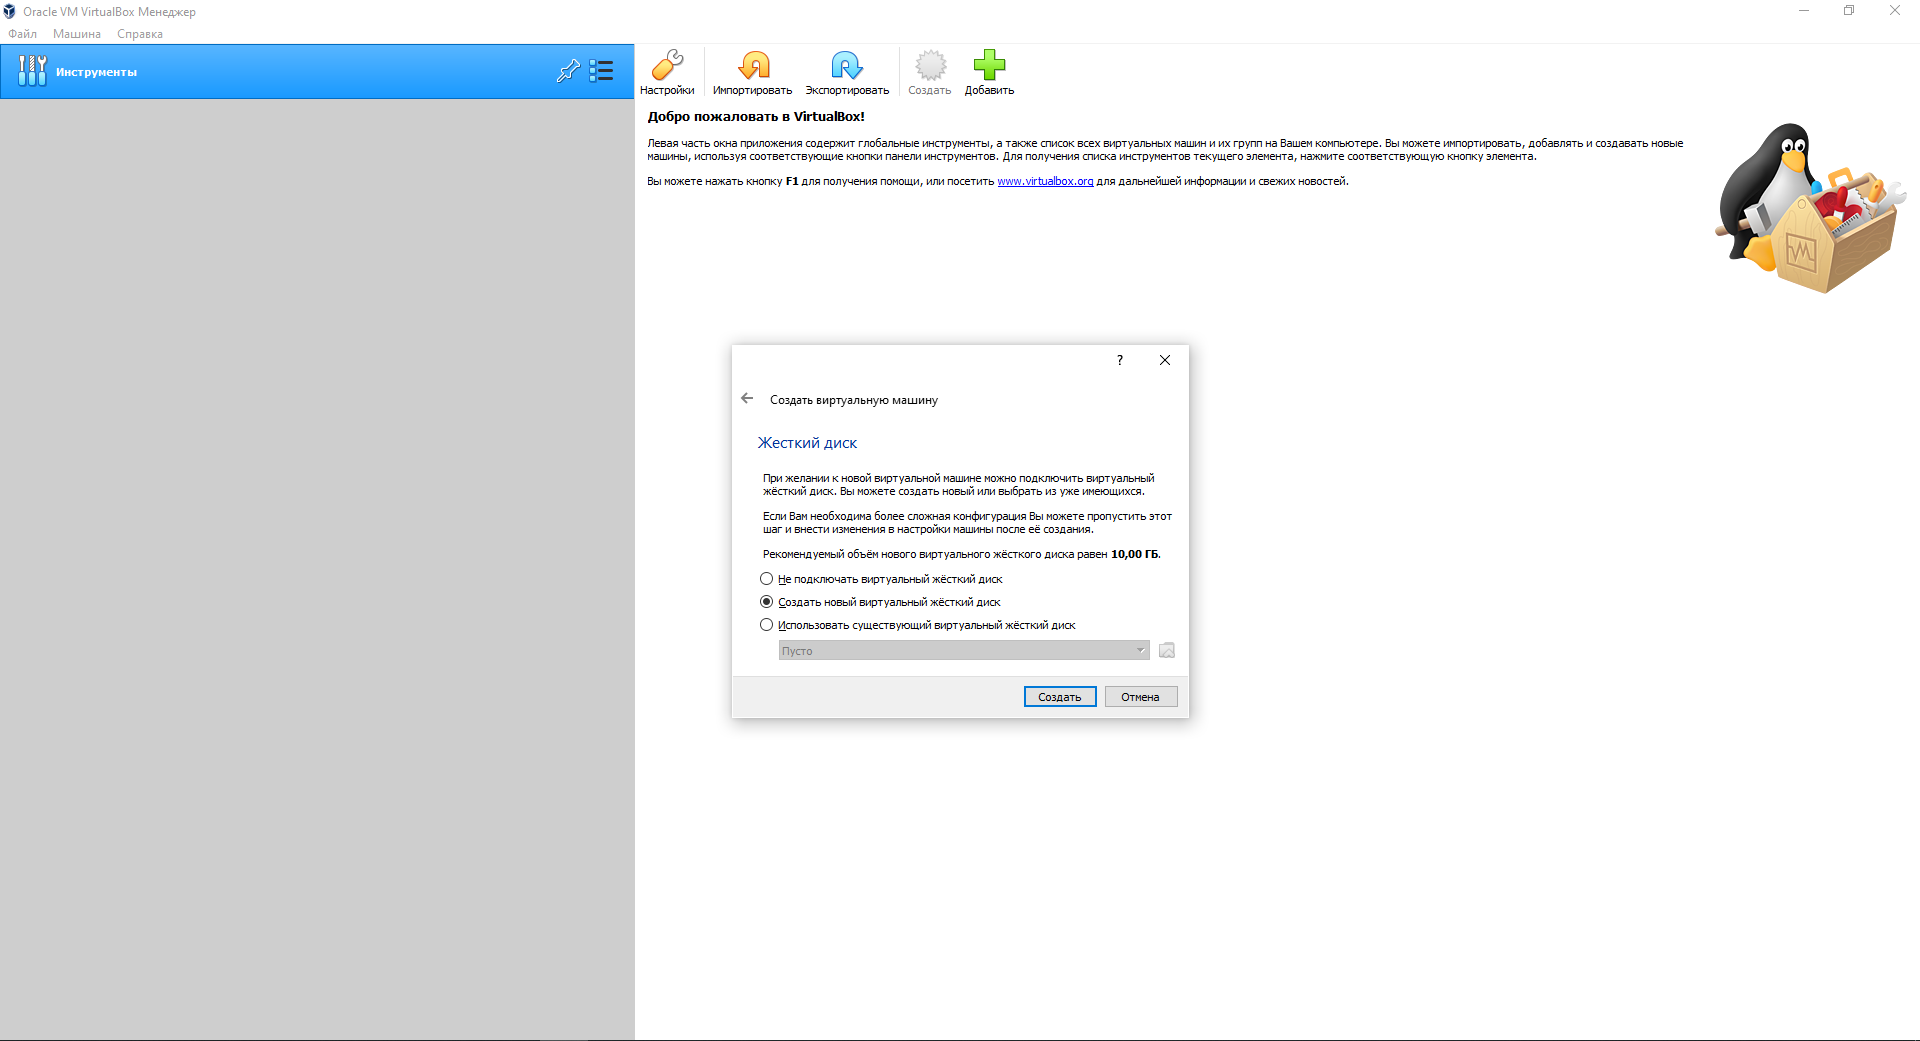 Oracle VM VirtualBox Менеджер
Файл Машина Справка
Инструменты
Настройки Импортировать Экспортировать Создать Добавить
Добро пожаловать в VirtualBox!
Левая часть окна приложения содержит глобальные инструменты, а также список всех виртуальных машин и их групп на Вашем компьютере. Вы можете импортировать, добавлять и создавать новые
машины, используя соответствующие кнопки панели инструментов. Для получения списка инструментов текущего элемента, нажмите соответствующую кнопку элемента.
Вы можете нажать кнопку F1 для получения помощи, или посетить www.virtualbox.org для дальнейшей информации и свежих новостей.
?
Создать виртуальную машину
Жесткий диск
При желании к новой виртуальной машине можно подключить виртуальный
жёсткий диск. Вы можете создать новый или выбрать из уже имеющихся.
Если Вам необходима более сложная конфигурация Вы можете пропустить этот
шаг и внести изменения в настройки машины после её создания.
Рекомендуемый объём нового виртуального жёсткого диска равен 10,00 ГБ.
Не подключать виртуальный жёсткий диск
Создать новый виртуальный жёсткий диск
Использовать существующий виртуальный жёсткий диск
Пусто
Создать Отмена